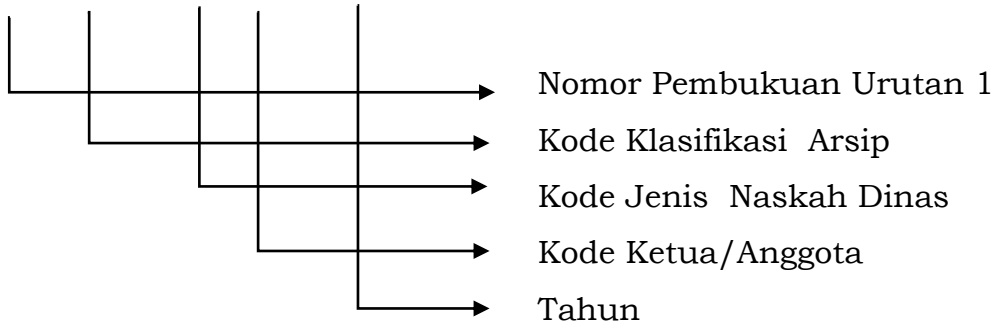 Nomor Pembukuan Urutan 1
Kode Klasifikasi Arsip
Kode Jenis Naskah Dinas
Kode Ketua/Anggota
Tahun